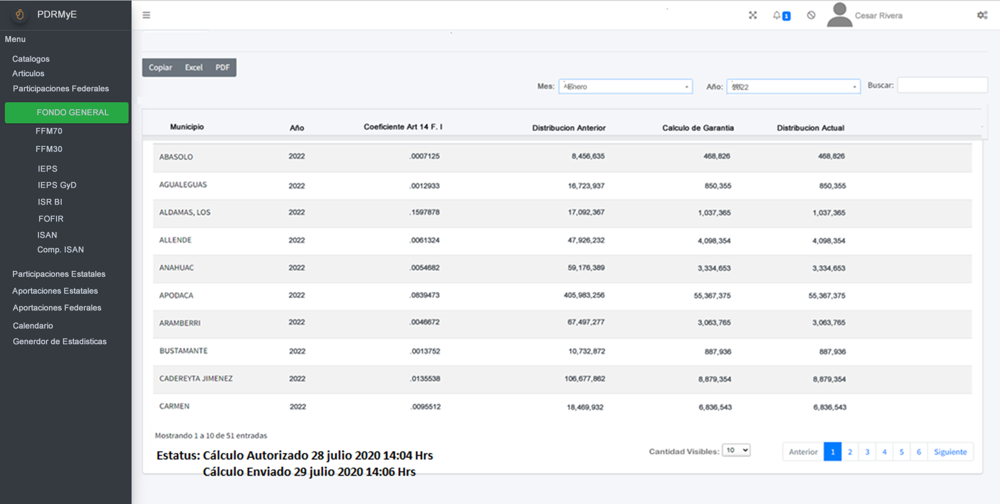 PDRMyE
Cesar Rivera
1
Menu
Catalogos
Articulos
Participaciones Federales
FONDO GENERAL
FFM70
FFM30
IEPS
IEPS GyD
ISR BI
FOFIR
ISAN
Comp. ISAN
Participaciones Estatales
Aportaciones Estatales
Aportaciones Federales
Calendario
Generdor de Estadisticas
Copiar Excel PDF
Mes: Enero Año: 2022 Buscar:
Municipio Año Coeficiente Art 14 F. I Distribucion Anterior Calculo de Garantia Distribucion Actual
ABASOLO 2022 .0007125 8,456,635 468,826 468,826
AGUALEGUAS 2022 .0012933 16,723,937 850,355 850,355
ALDAMAS, LOS 2022 .1597878 17,092,367 1,037,365 1,037,365
ALLENDE 2022 .0061324 47,926,232 4,098,354 4,098,354
ANAHUAC 2022 .0054682 59,176,389 3,334,653 3,334,653
APODACA 2022 .0839473 405,983,256 55,367,375 55,367,375
ARAMBERRI 2022 .0046672 67,497,277 3,063,765 3,063,765
BUSTAMANTE 2022 .0013752 10,732,872 887,936 887,936
CADEREYTA JIMENEZ 2022 .0135538 106,677,862 8,879,354 8,879,354
CARMEN 2022 .0095512 18,469,932 6,836,543 6,836,543
Mostrando 1 a 10 de 51 entradas
Estatus: Cálculo Autorizado 28 julio 2020 14:04 Hrs
Cálculo Enviado 29 julio 2020 14:06 Hrs
Cantidad Visibles: 10
Anterior 1 2 3 4 5 6 Siguiente